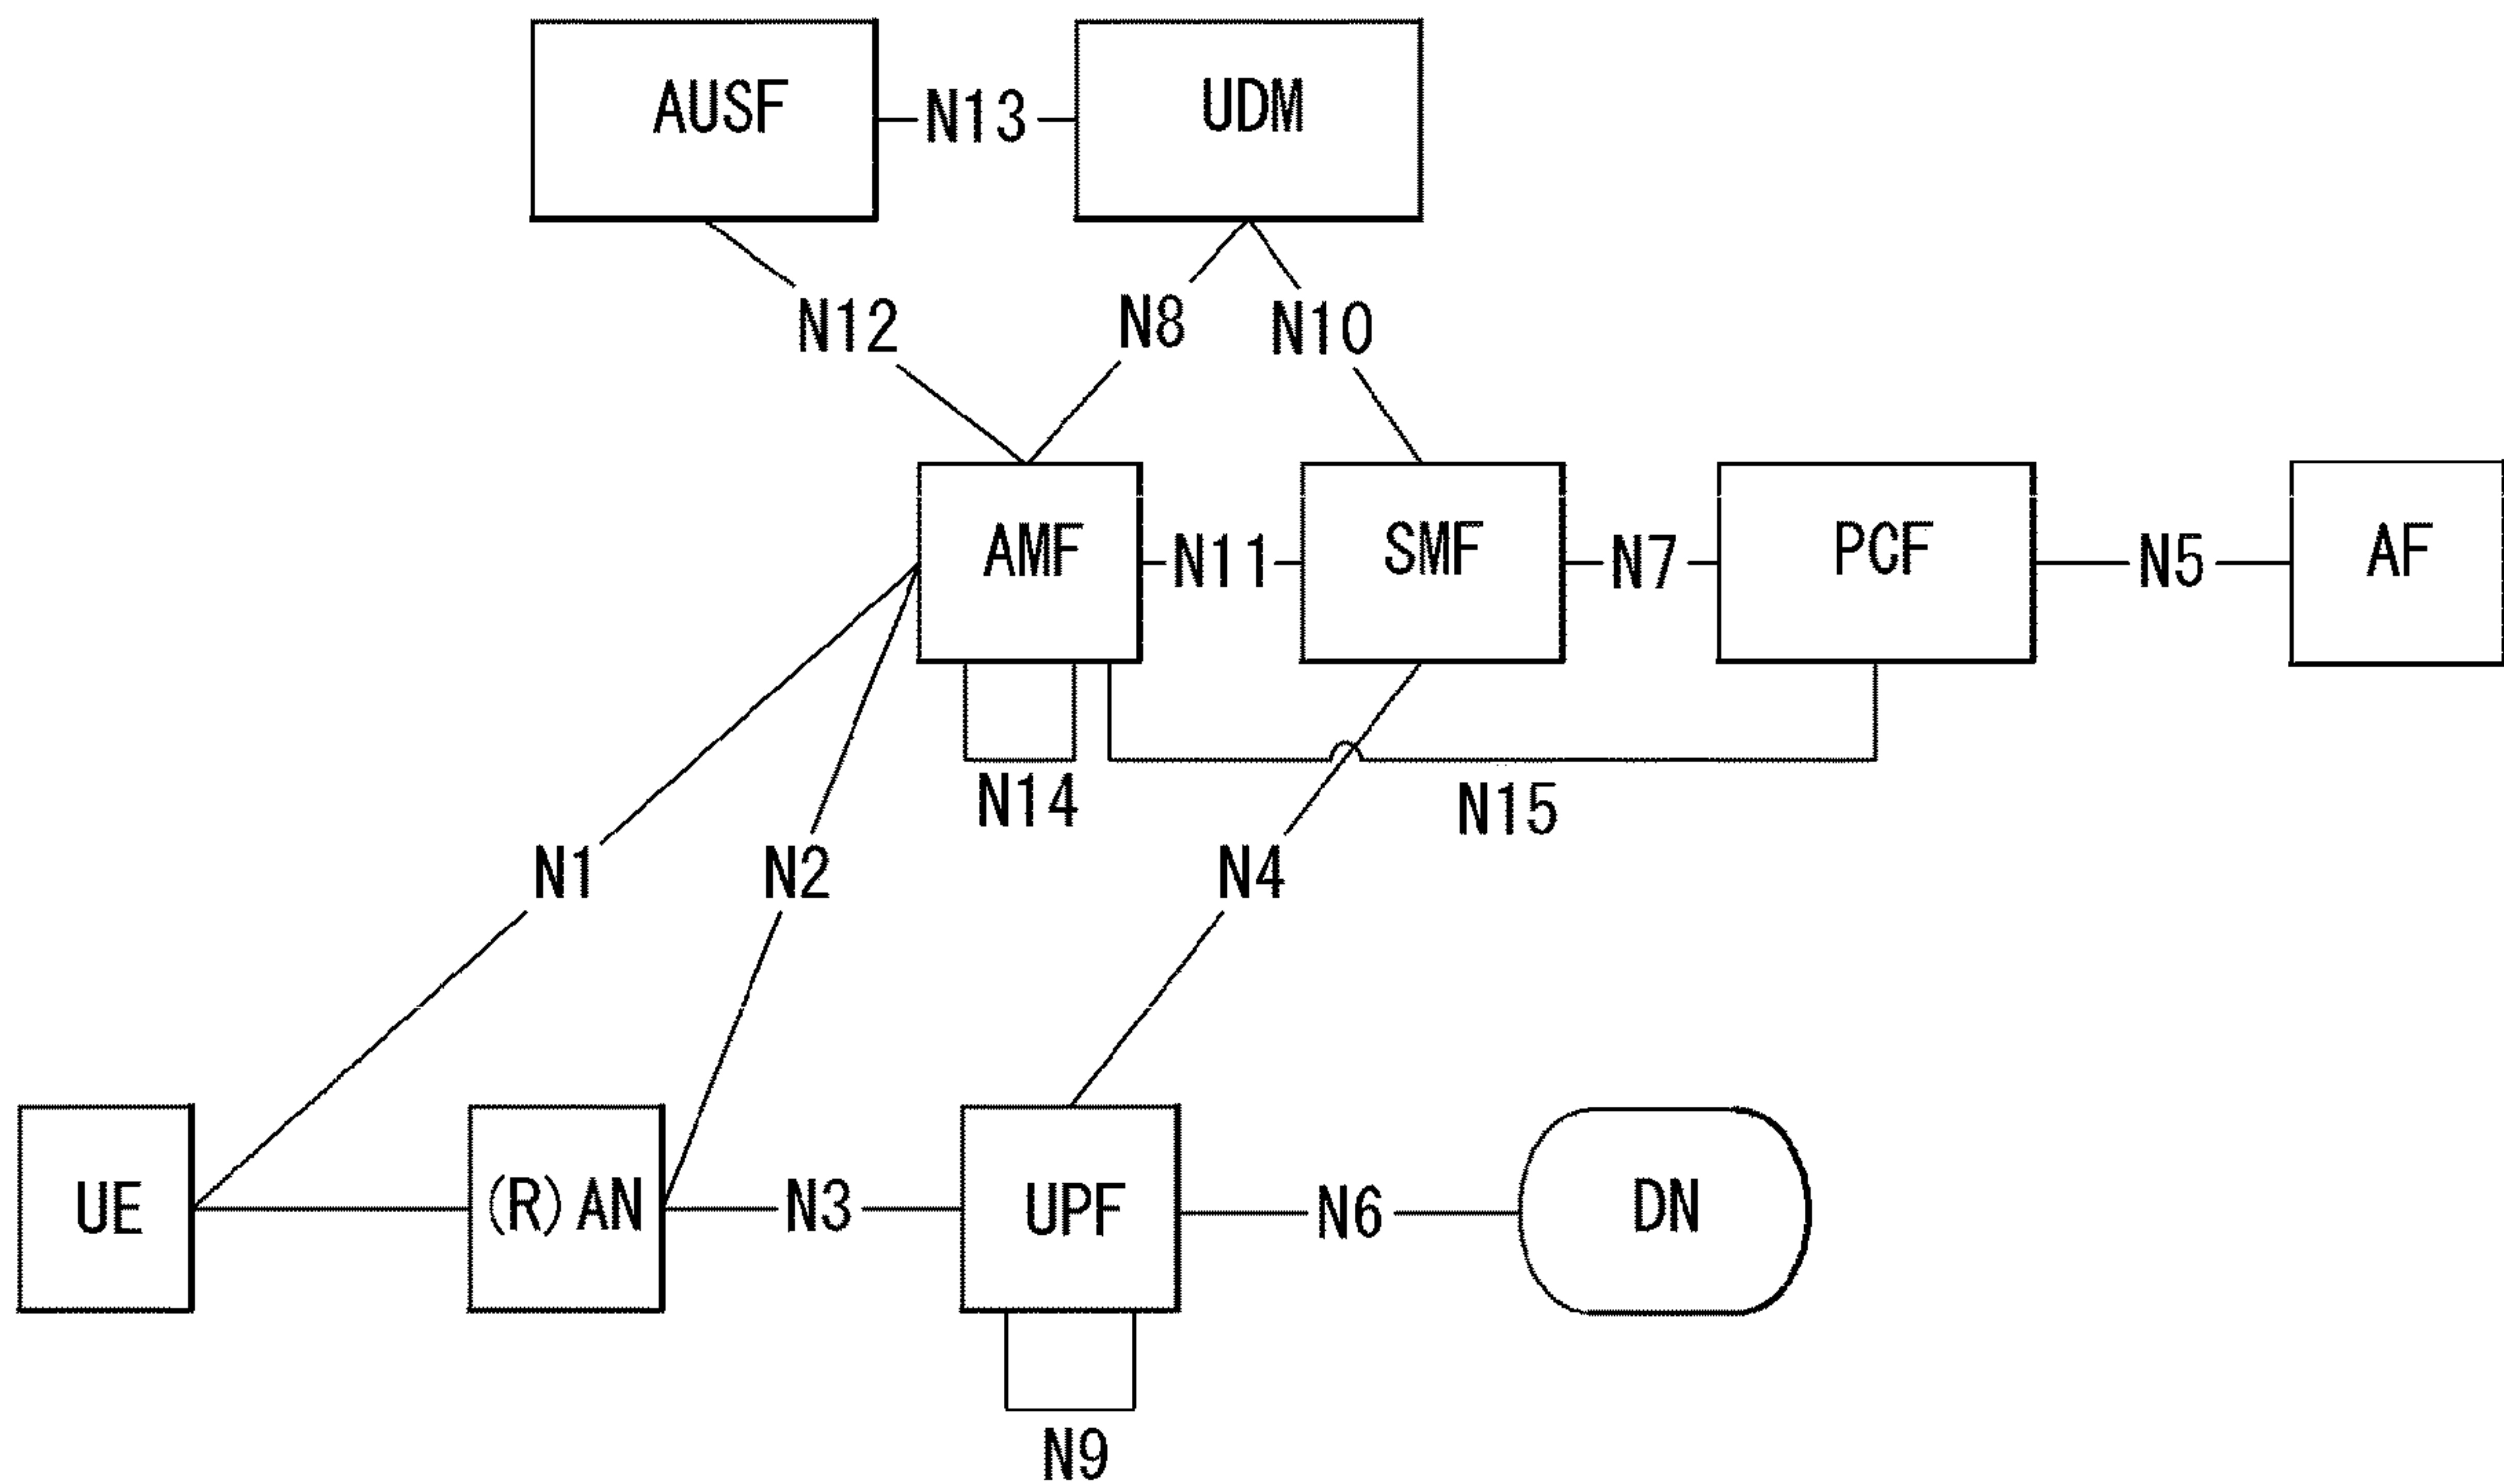 AUSF N13 UDM
N12 N8 N10
AMF N11 SMF N7 PCF N5 AF
N14 N15
N1 N2 N4
UE (R)AN N3 UPF N6 DN
N9